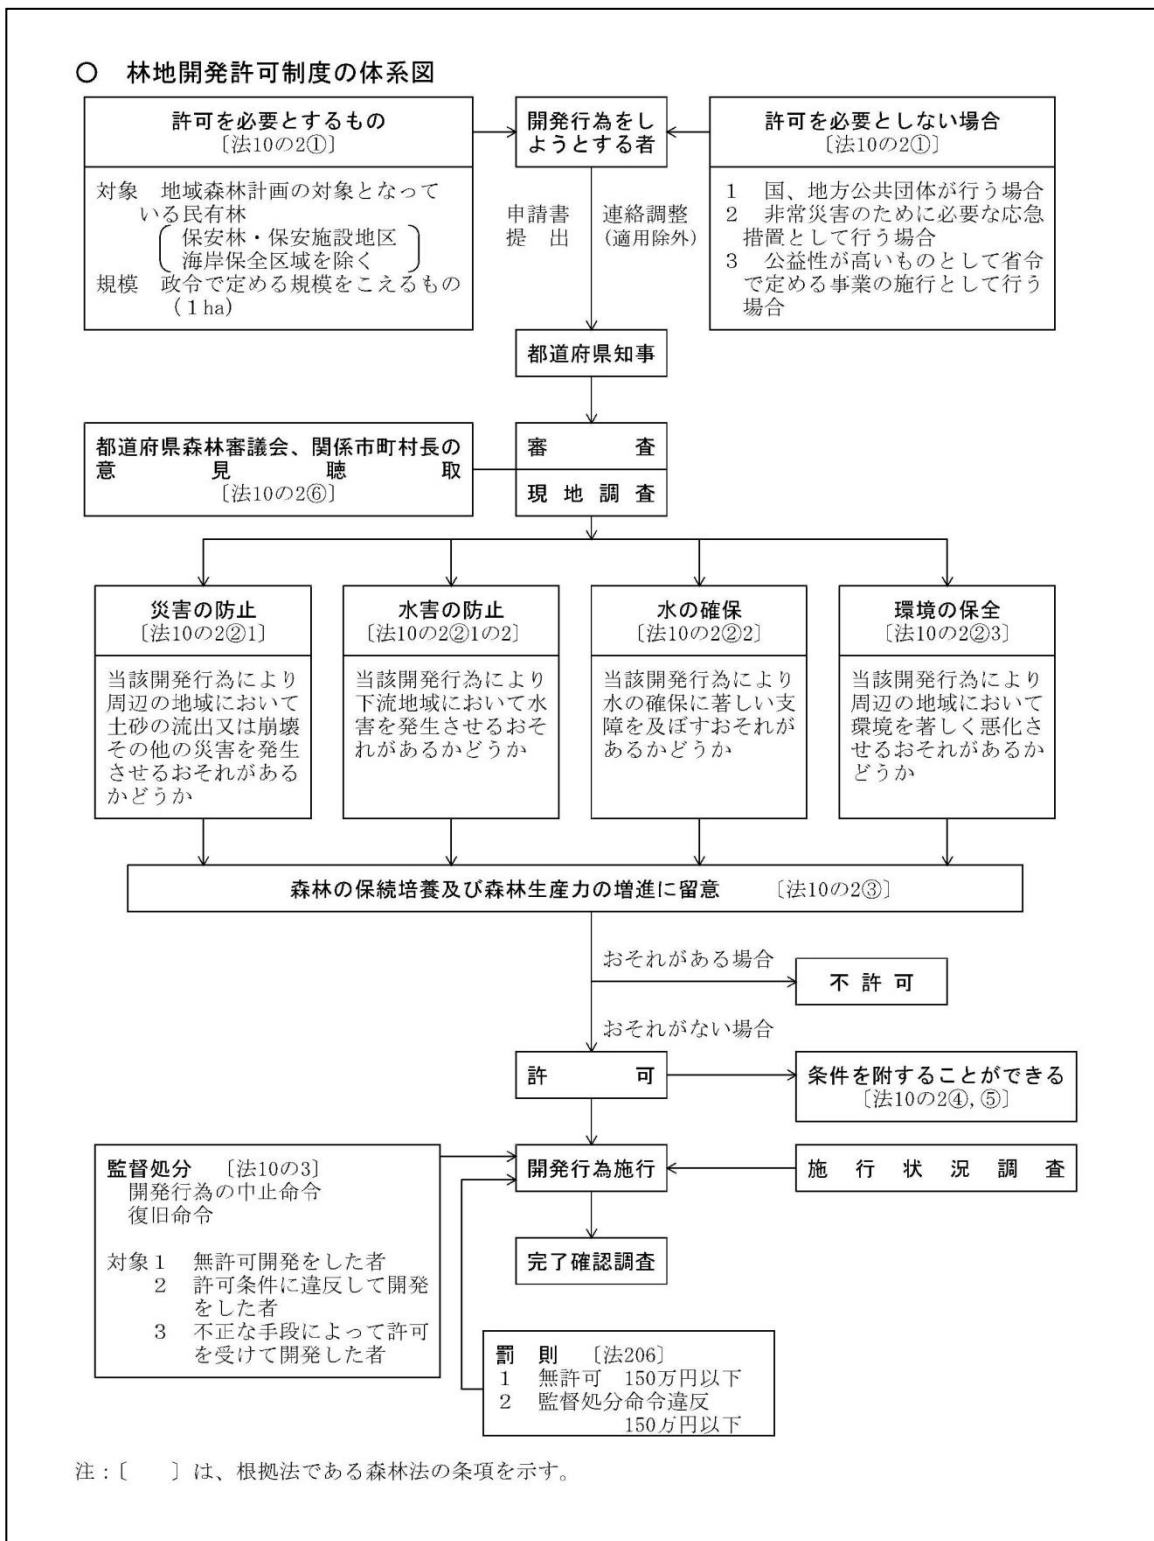 ○ 林地開発許可制度の体系図
許可を必要とするもの
〔法10の2①〕
対象 地域森林計画の対象となって
いる民有林
保安林・保安施設地区
海岸保全区域を除く
規模 政令で定める規模をこえるもの
(1ha)
開発行為をし
ようとする者
許可を必要としない場合
〔法10の2①〕
1 国、地方公共団体が行う場合
2 非常災害のために必要な応急
措置として行う場合
3 公益性が高いものとして省令
で定める事業の施行として行う
場合
申請書
提出
連絡調整
(適用除外)
都道府県知事
都道府県森林審議会、関係市町村長の
意見聴取
〔法10の2⑥〕
審査
現地調査
災害の防止
〔法10の2②1〕
当該開発行為により
周辺の地域において
土砂の流出又は崩壊
その他の災害を発生
させるおそれがある
かどうか
水害の防止
〔法10の2②1の2〕
当該開発行為により
下流地域において水
害を発生させるおそ
れがあるかどうか
水の確保
〔法10の2②2〕
当該開発行為により
水の確保に著しい支
障を及ぼすおそれが
あるかどうか
環境の保全
〔法10の2②3〕
当該開発行為により
周辺の地域において
環境を著しく悪化さ
せるおそれがあるか
どうか
森林の保続培養及び森林生産力の増進に留意 〔法10の2③〕
おそれがある場合
不許可
おそれがない場合
許可
条件を附することができる
〔法10の2④,⑤〕
監督処分 〔法10の3〕
開発行為の中止命令
復旧命令
対象1 無許可開発をした者
2 許可条件に違反して開発
をした者
3 不正な手段によって許可
を受けて開発した者
開発行為施行
施行状況調査
完了確認調査
罰則 〔法206〕
1 無許可 150万円以下
2 監督処分命令違反
150万円以下
注:〔 〕は、根拠法である森林法の条項を示す。